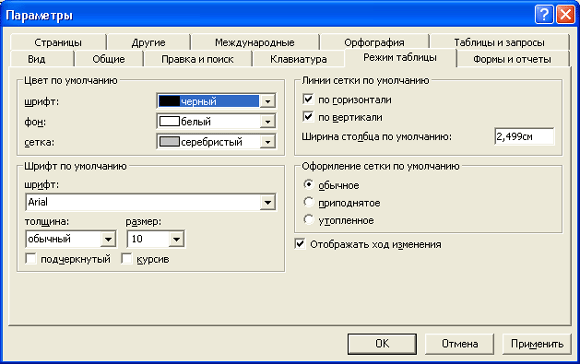 Параметры
Страницы Другие Международные Орфография Таблицы и запросы
Вид Общие Правка и поиск Клавиатура Режим таблицы Формы и отчеты
Цвет по умолчанию
шрифт: черный
фон: белый
сетка: серебристый
Линии сетки по умолчанию
по горизонтали
по вертикали
Ширина столбца по умолчанию: 2,499см
Шрифт по умолчанию
шрифт:
Arial
толщина: размер:
обычный 10
подчеркнутый курсив
Оформление сетки по умолчанию
обычное
приподнятое
утопленное
Отображать ход изменения
ОК Отмена Применить